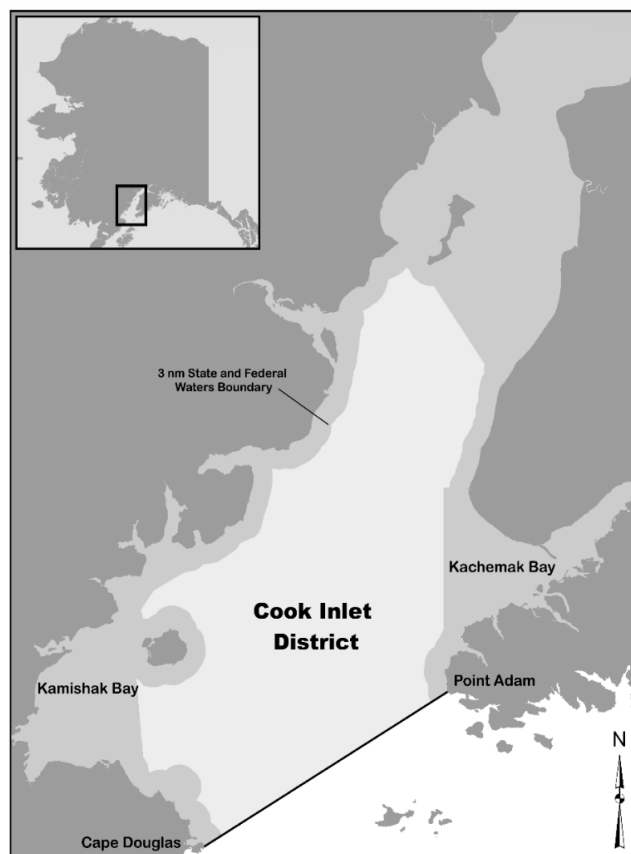 3 nm State and Federal
Waters Boundary
Kachemak Bay
Cook Inlet
District
Kamishak Bay
Point Adam
N
Cape Douglas